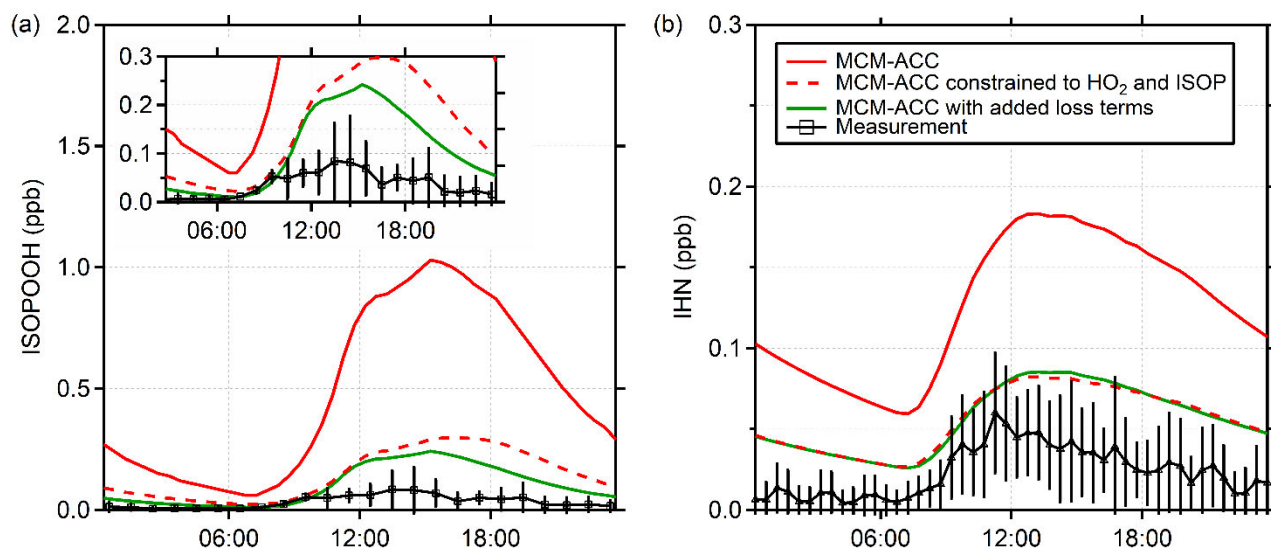 (a)
2.0
1.5
1.0
0.5
0.0
ISOPOOH (ppb)
0.3
0.2
0.1
0.0
06:00 12:00 18:00
06:00 12:00 18:00
(b)
0.3
0.2
0.1
0.0
IHN (ppb)
MCM-ACC
MCM-ACC constrained to HO₂ and ISOP
MCM-ACC with added loss terms
Measurement
06:00 12:00 18:00